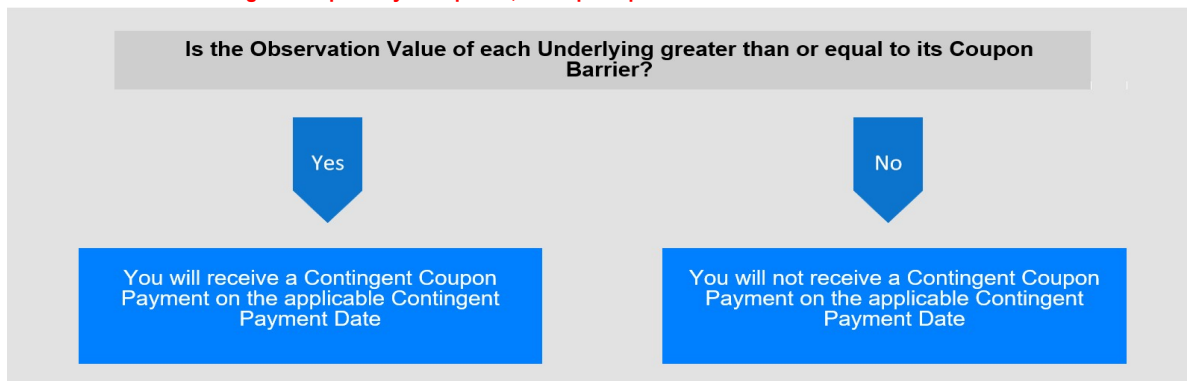 Is the Observation Value of each Underlying greater than or equal to its Coupon
Barrier?
Yes
No
You will receive a Contingent Coupon
Payment on the applicable Contingent
Payment Date
You will not receive a Contingent Coupon
Payment on the applicable Contingent
Payment Date